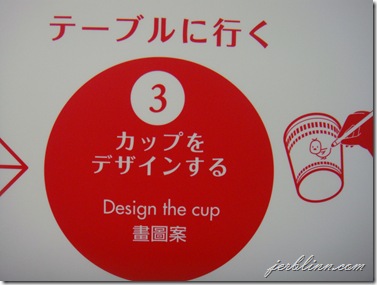 テーブルに行く
3
カップを
デザインする
Design the cup
畫圖案
jerblinn.com